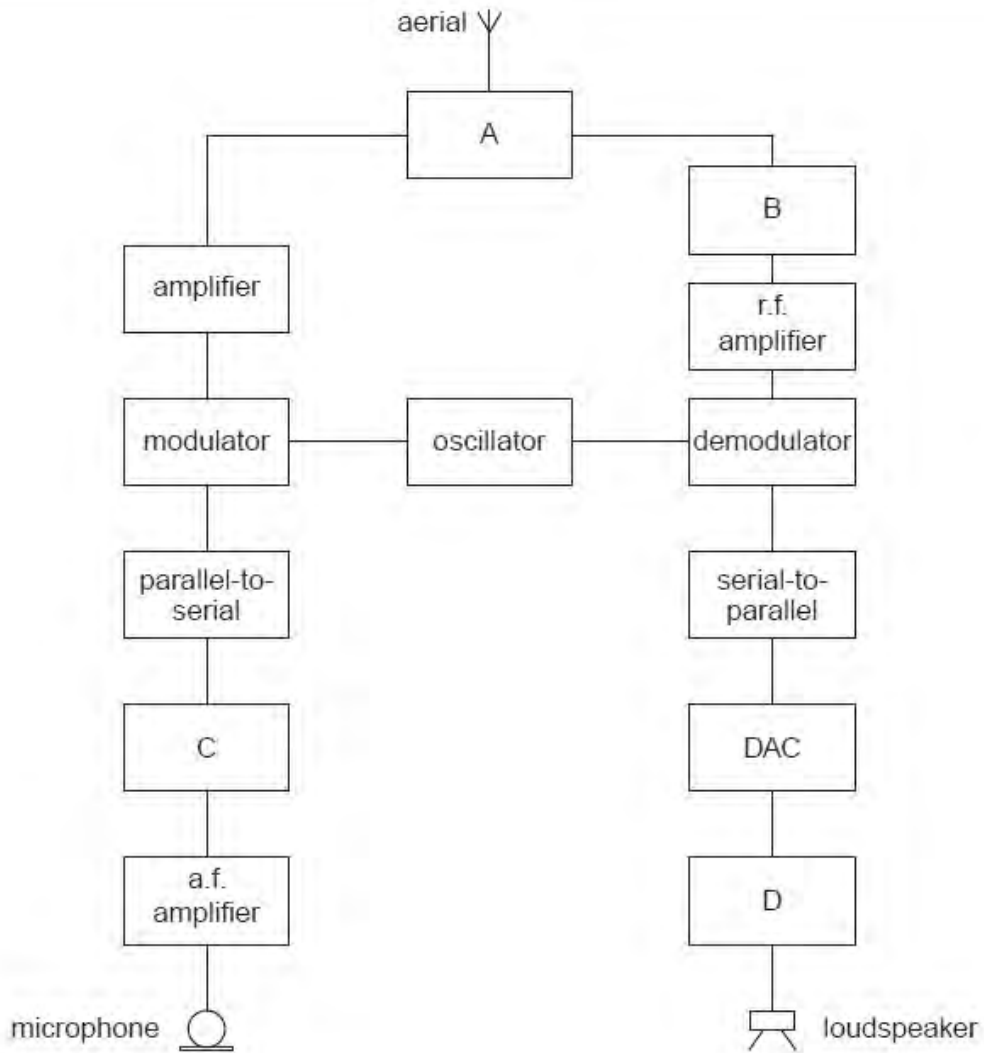 aerial
A
B
amplifier
r.f.
amplifier
modulator
oscillator
demodulator
parallel-to-
serial
serial-to-
parallel
C
DAC
a.f.
amplifier
D
microphone
loudspeaker